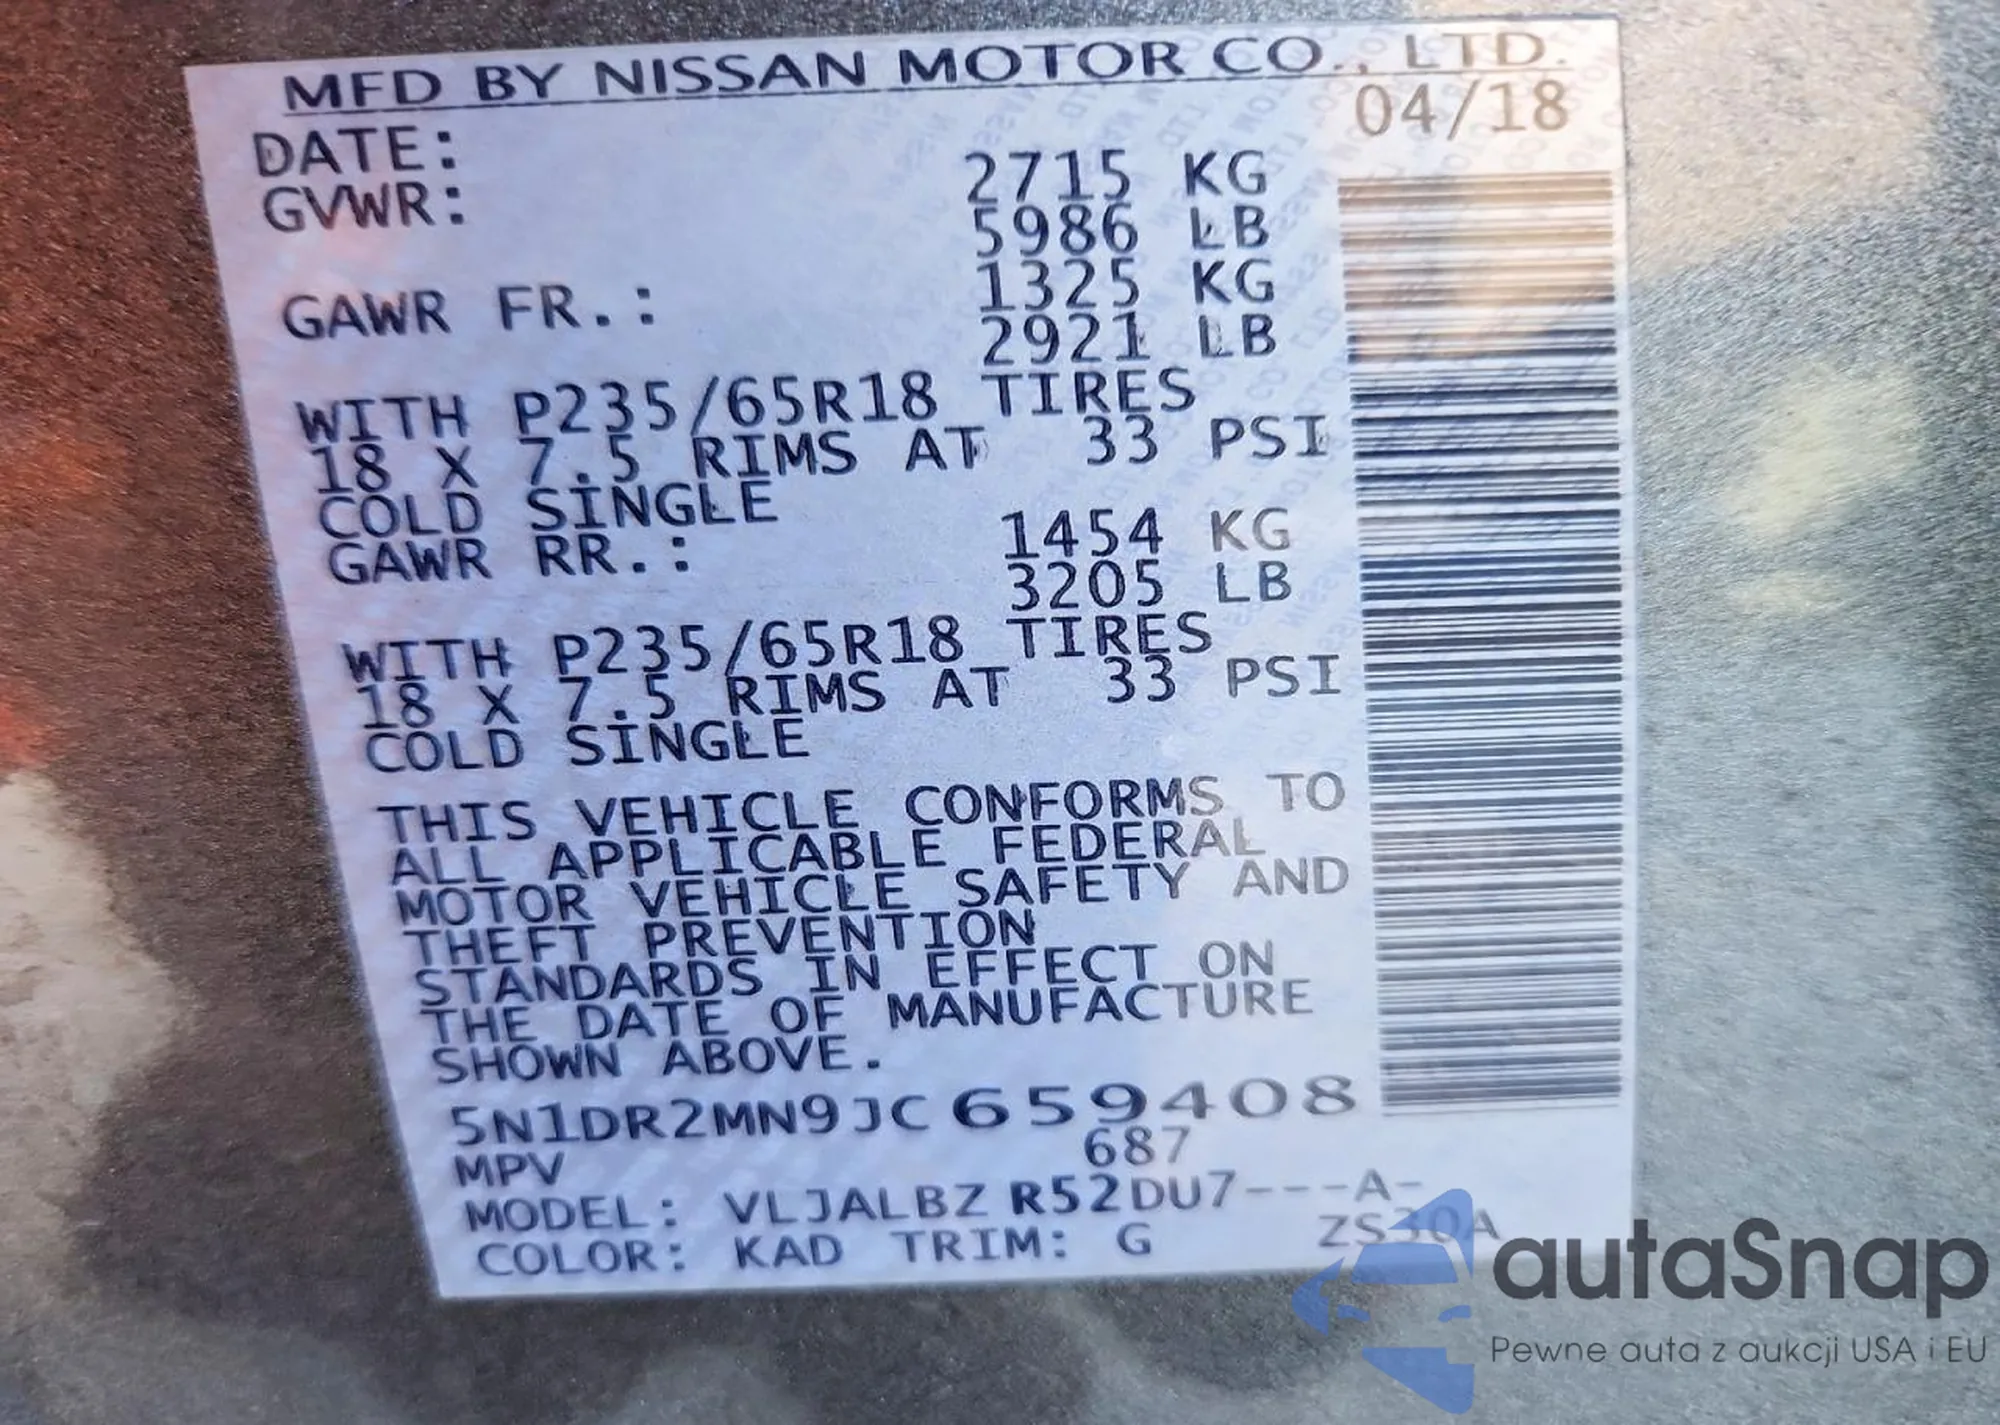 MFD BY NISSAN MOTOR CO., LTD.
DATE: 04/18
GVWR: 2715 KG
5986 LB
GAWR FR.: 1325 KG
2921 LB
WITH P235/65R18 TIRES
18 X 7.5 RIMS AT 33 PSI
COLD SINGLE
GAWR RR.: 1454 KG
3205 LB
WITH P235/65R18 TIRES
18 X 7.5 RIMS AT 33 PSI
COLD SINGLE
THIS VEHICLE CONFORMS TO
ALL APPLICABLE FEDERAL
MOTOR VEHICLE SAFETY AND
THEFT PREVENTION
STANDARDS IN EFFECT ON
THE DATE OF MANUFACTURE
SHOWN ABOVE.
5N1DR2MN9JC659408
687
MPV
MODEL: VLJALBZ R52DU7---A-
COLOR: KAD TRIM: G ZS30A
autaSnap
Pewne auta z aukcji USA i EU